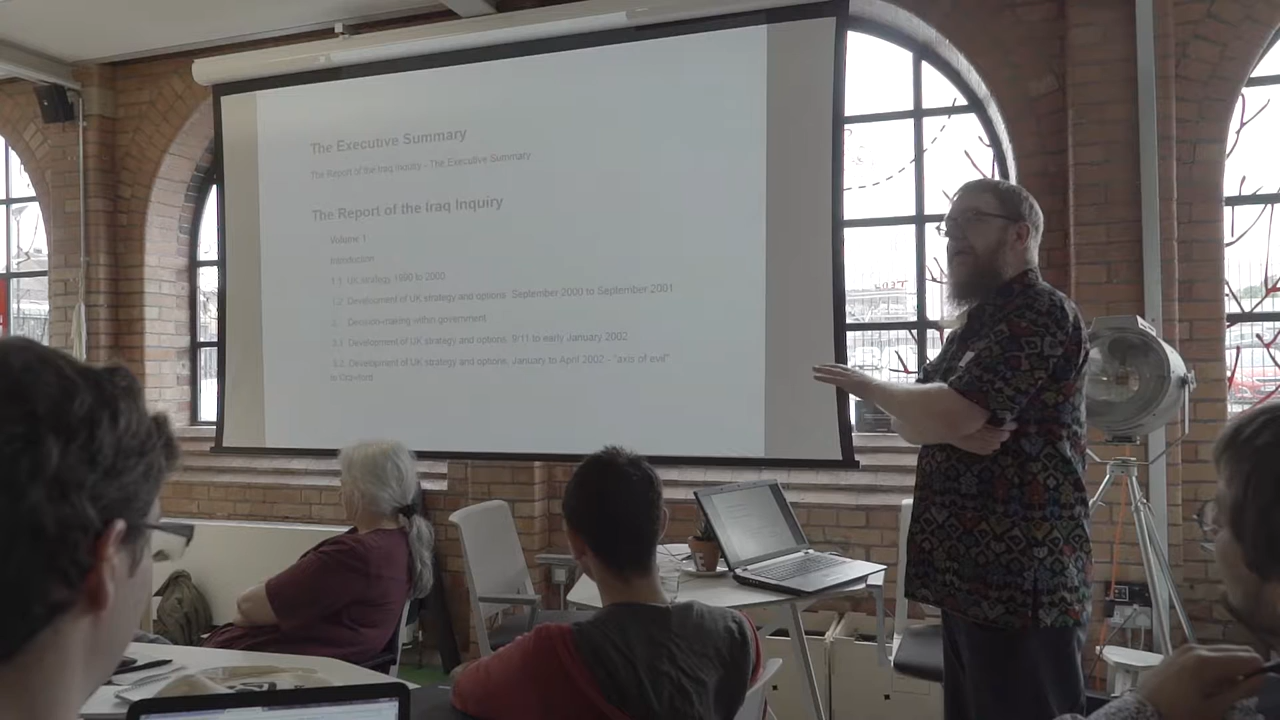 The Executive Summary
The Report of the Iraq Inquiry - The Executive Summary
The Report of the Iraq Inquiry
Volume 1
Introduction
1.1 UK strategy 1990 to 2000
1.2 Development of UK strategy and options, September 2000 to September 2001
2. Decision-making within government
3.1 Development of UK strategy and options, 9/11 to early January 2002
3.2 Development of UK strategy and options, January to April 2002 - "axis of evil"
to Crawford